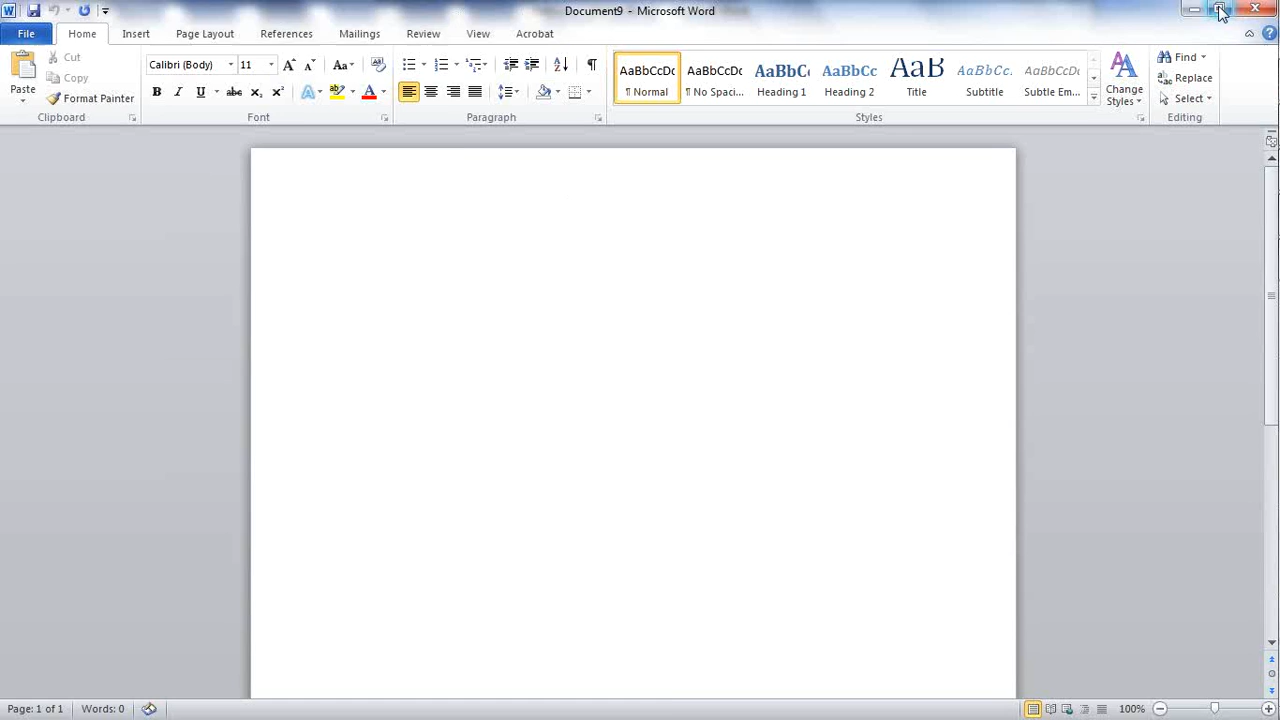 Document9 - Microsoft Word
File Home Insert Page Layout References Mailings Review View Acrobat
Paste
Cut
Copy
Format Painter
Clipboard
Calibri (Body) 11
Aa
B I U abc x₂ x² A ab A
Font
Paragraph
AaBbCcDc AaBbCcDc AaBbCc AaBbCc AaB AaBbCc. AaBbCcDc
¶ Normal ¶ No Spaci... Heading 1 Heading 2 Title Subtitle Subtle Em...
Change Styles
Styles
Find
Replace
Select
Editing
Page: 1 of 1 Words: 0 100%